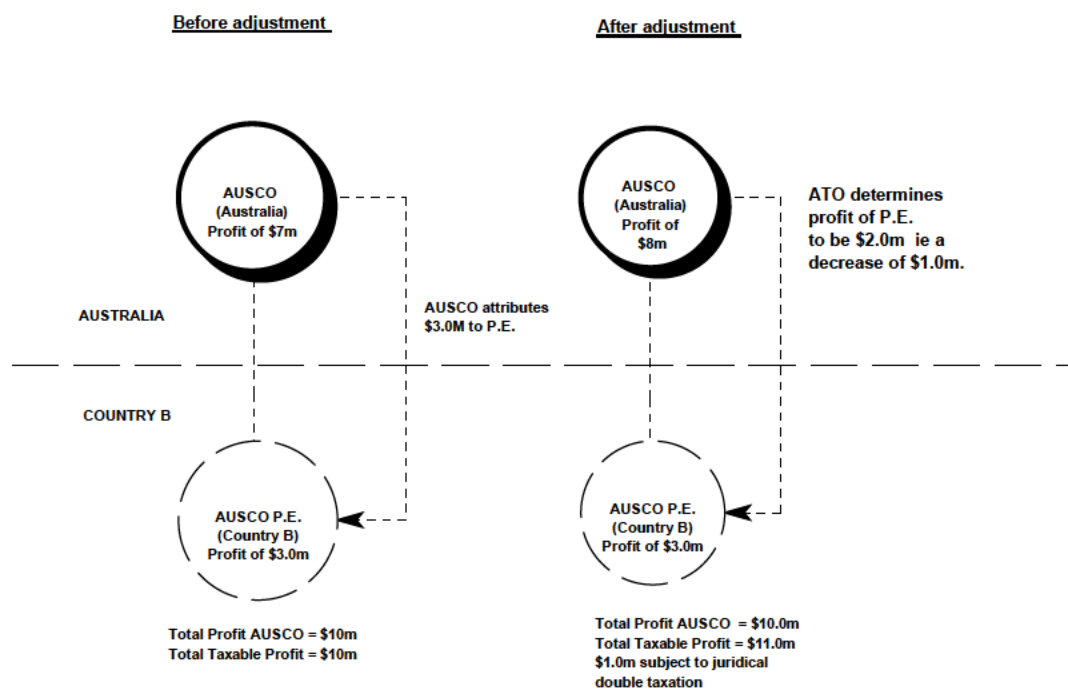 Before adjustment
After adjustment
AUSCO
(Australia)
Profit of $7m
AUSCO
(Australia)
Profit of
$8m
ATO determines
profit of P.E.
to be $2.0m ie a
decrease of $1.0m.
AUSTRALIA
AUSCO attributes
$3.0M to P.E.
COUNTRY B
AUSCO P.E.
(Country B)
Profit of $3.0m
AUSCO P.E.
(Country B)
Profit of $3.0m
Total Profit AUSCO = $10m
Total Taxable Profit = $10m
Total Profit AUSCO = $10.0m
Total Taxable Profit = $11.0m
$1.0m subject to juridical
double taxation